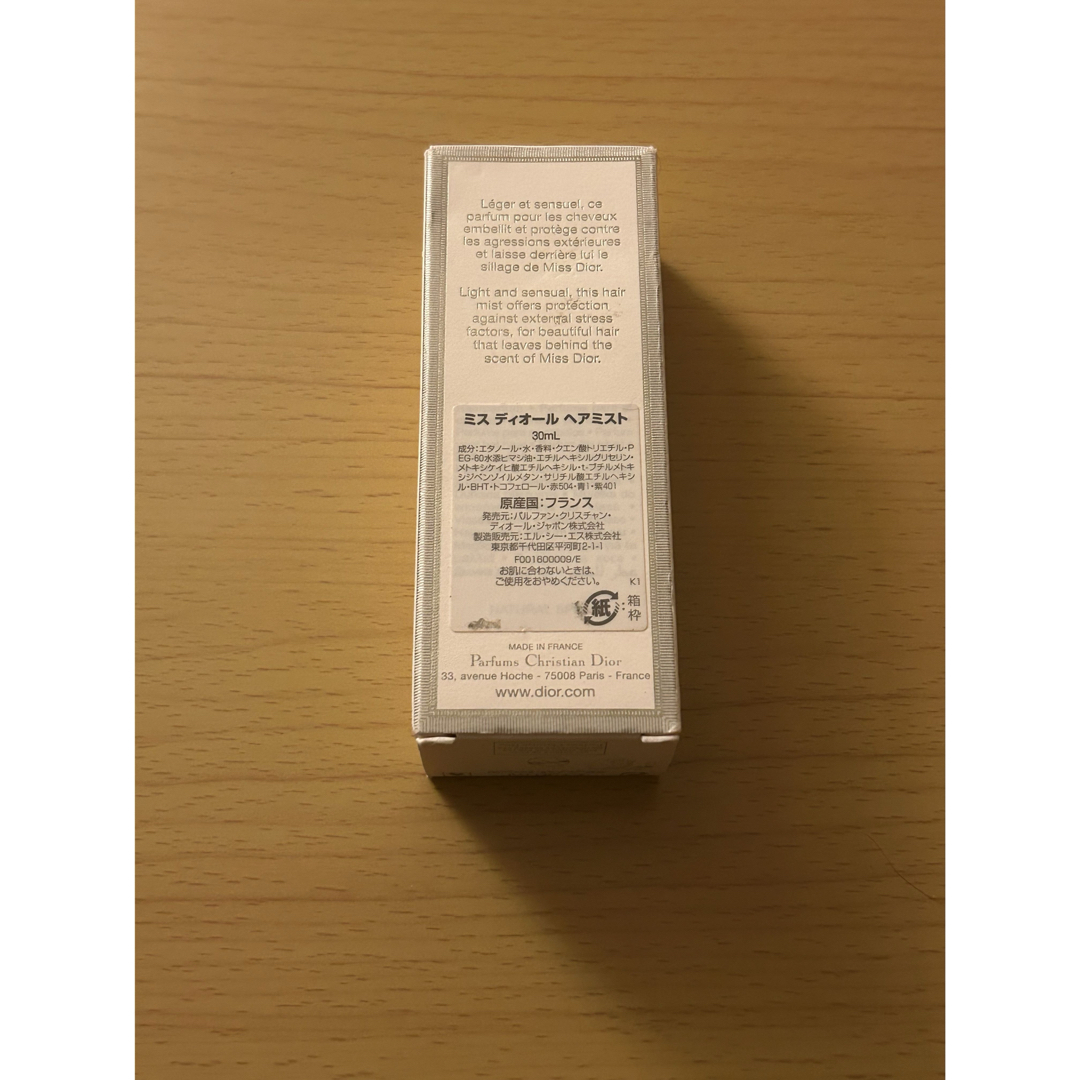 Léger et sensuel, ce
parfum pour les cheveux
embellit et protège contre
les agressions extérieures
et laisse derrière lui le
sillage de Miss Dior.
Light and sensual, this hair
mist offers protection
against external stress
factors, for beautiful hair
that leaves behind the
scent of Miss Dior.
ミス ディオール ヘアミスト
30mL
成分:エタノール・水・香料・クエン酸トリエチル・P
EG-60水添ヒマシ油・エチルヘキシルグリセリン・
メトキシケイヒ酸エチルヘキシル・t-ブチルメトキ
シジベンゾイルメタン・サリチル酸エチルヘキシ
ル・BHT・トコフェロール・赤504・青1・紫401
原産国:フランス
発売元:パルファン・クリスチャン・
ディオール・ジャポン株式会社
製造販売元:エル・シー・エス株式会社
東京都千代田区平河町2-1-1
F001600009/E
お肌に合わないときは、
ご使用をおやめください。
K1
紙:箱
枠
MADE IN FRANCE
Parfums Christian Dior
33, avenue Hoche - 75008 Paris - France
www.dior.com